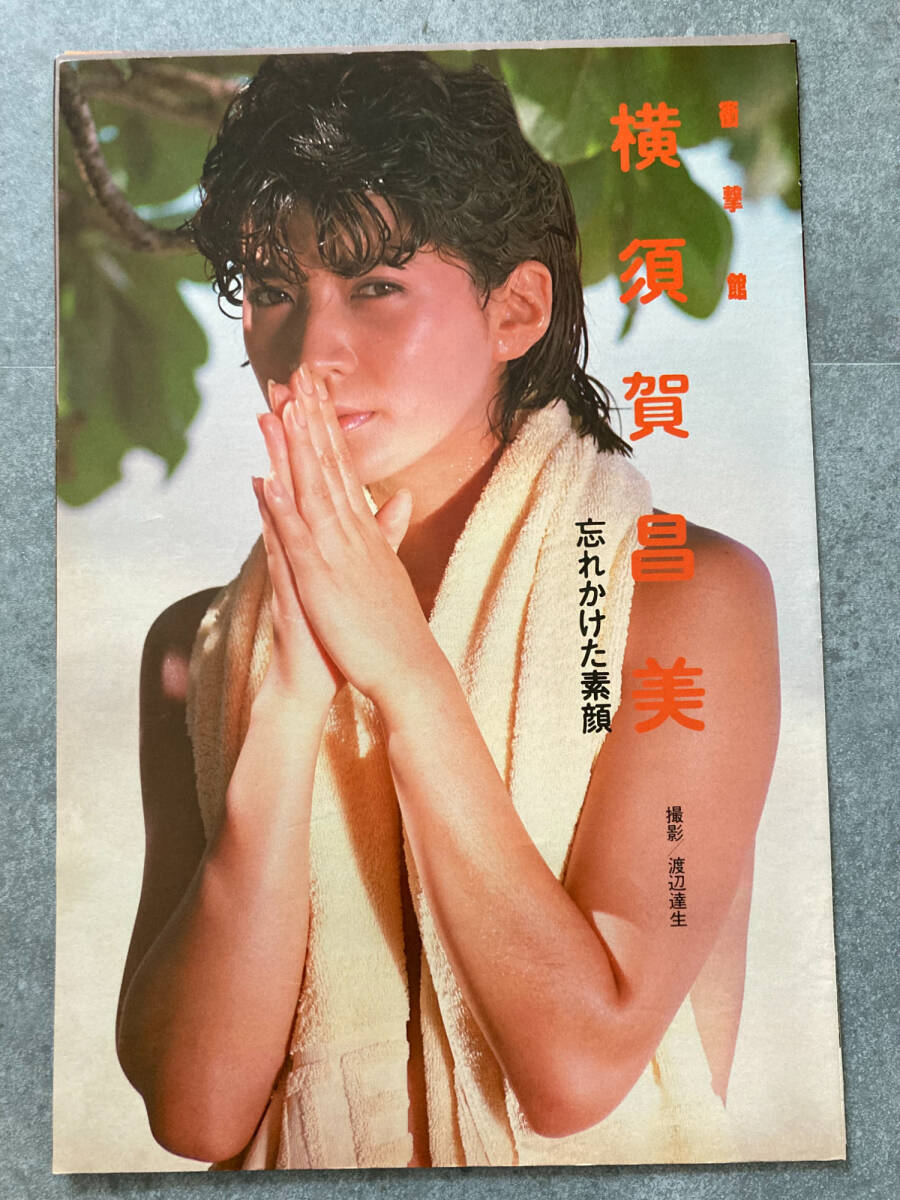 衝撃館
横須賀昌美
忘れかけた素顔
撮影/渡辺達生